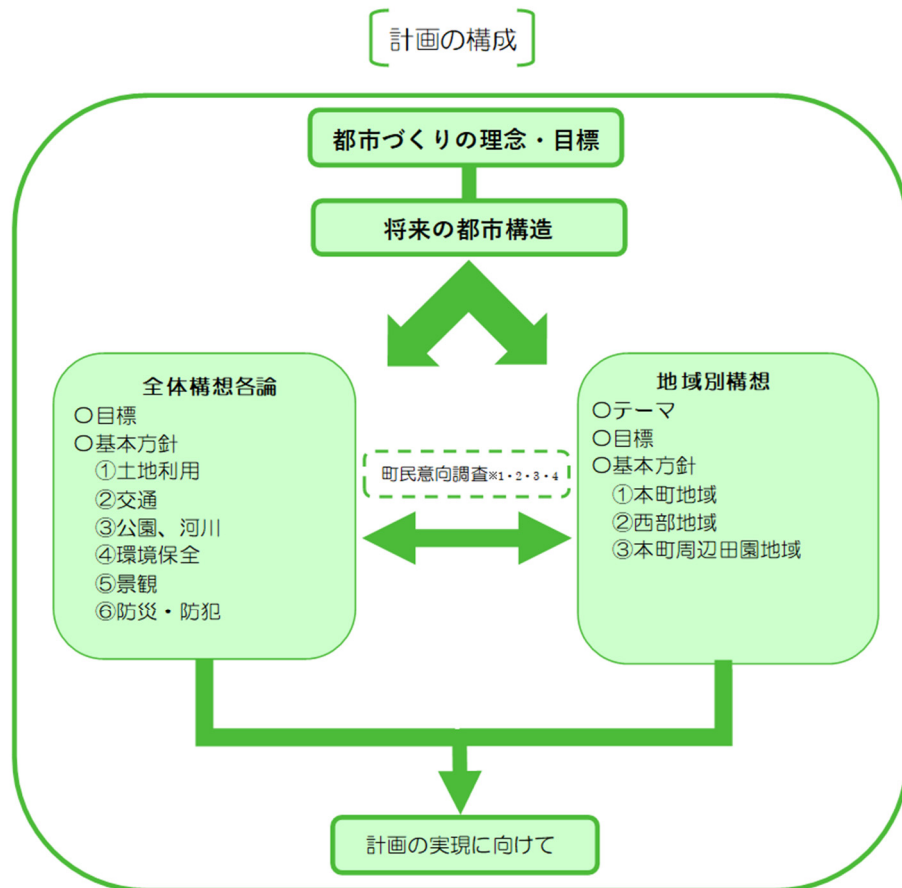 計画の構成
都市づくりの理念・目標
将来の都市構造
全体構想各論
〇目標
〇基本方針
①土地利用
②交通
③公園、河川
④環境保全
⑤景観
⑥防災・防犯
町民意向調査※1・2・3・4
地域別構想
〇テーマ
〇目標
〇基本方針
①本町地域
②西部地域
③本町周辺田園地域
計画の実現に向けて